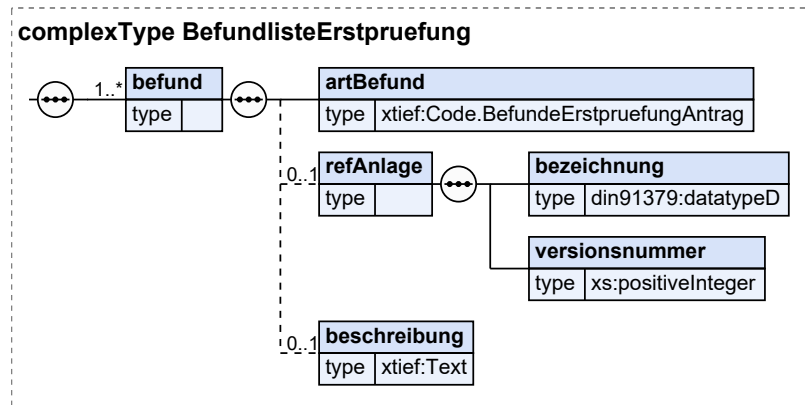 complexType BefundlisteErstpruefung
1..*
befund
type
artBefund
type xtief:Code.BefundeErstpruefungAntrag
0..1
refAnlage
type
bezeichnung
type din91379:datatypeD
versionsnummer
type xs:positiveInteger
0..1
beschreibung
type xtief:Text